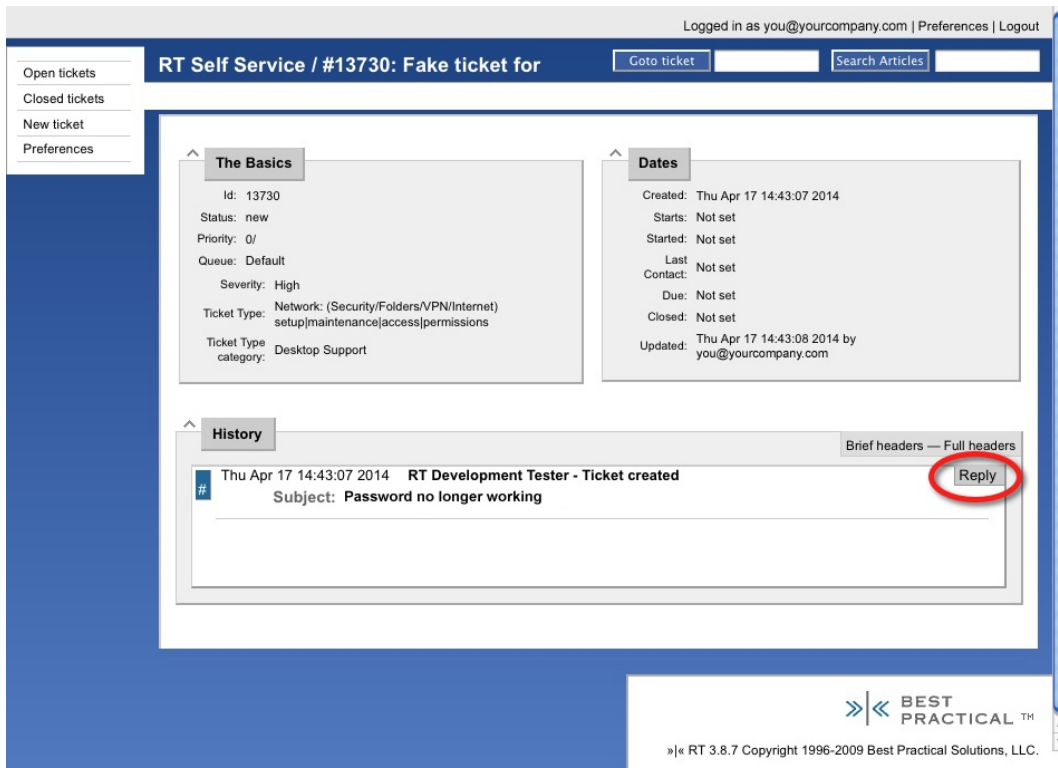 Logged in as you@yourcompany.com | Preferences | Logout
Open tickets
Closed tickets
New ticket
Preferences
RT Self Service / #13730: Fake ticket for
Goto ticket
Search Articles
The Basics
Id: 13730
Status: new
Priority: 0/
Queue: Default
Severity: High
Ticket Type: Network: (Security/Folders/VPN/Internet)
setup|maintenance|access|permissions
Ticket Type
category: Desktop Support
Dates
Created: Thu Apr 17 14:43:07 2014
Starts: Not set
Started: Not set
Last
Contact: Not set
Due: Not set
Closed: Not set
Updated: Thu Apr 17 14:43:08 2014 by
you@yourcompany.com
History
Brief headers — Full headers
# Thu Apr 17 14:43:07 2014 RT Development Tester - Ticket created
Reply
Subject: Password no longer working
»|« BEST
PRACTICAL ™
»|« RT 3.8.7 Copyright 1996-2009 Best Practical Solutions, LLC.